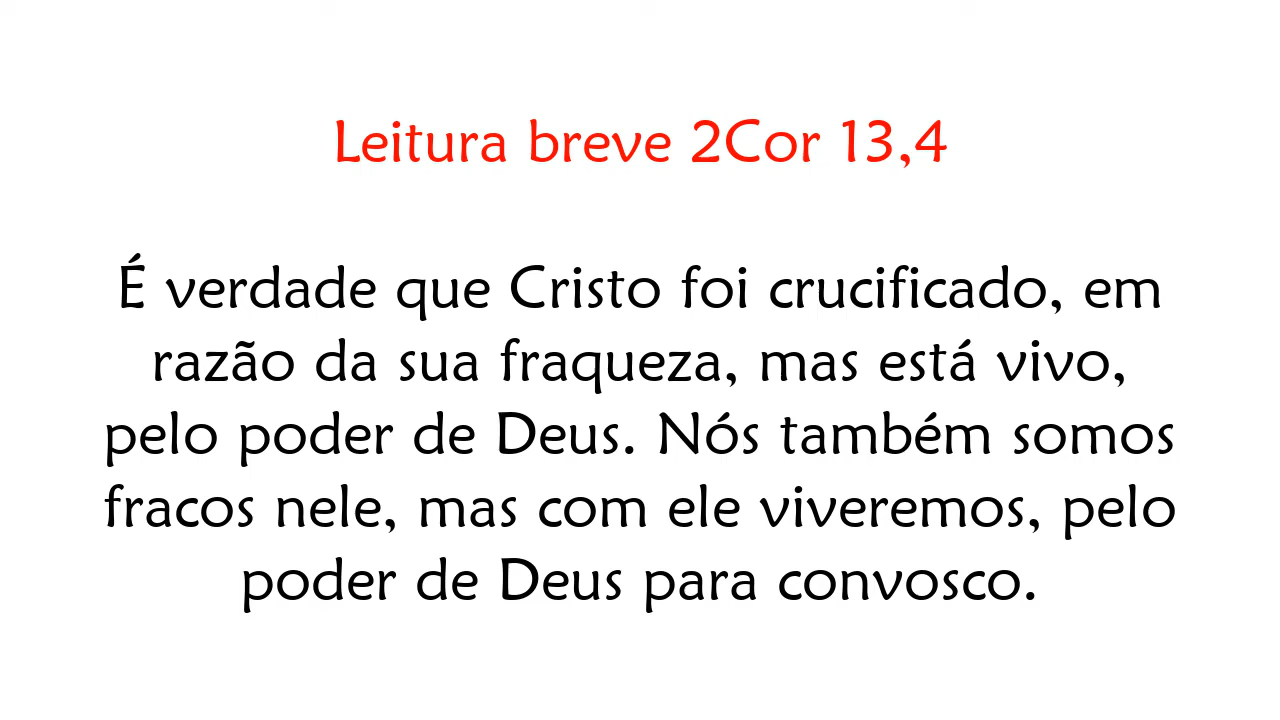 Leitura breve 2Cor 13,4
É verdade que Cristo foi crucificado, em
razão da sua fraqueza, mas está vivo,
pelo poder de Deus. Nós também somos
fracos nele, mas com ele viveremos, pelo
poder de Deus para convosco.